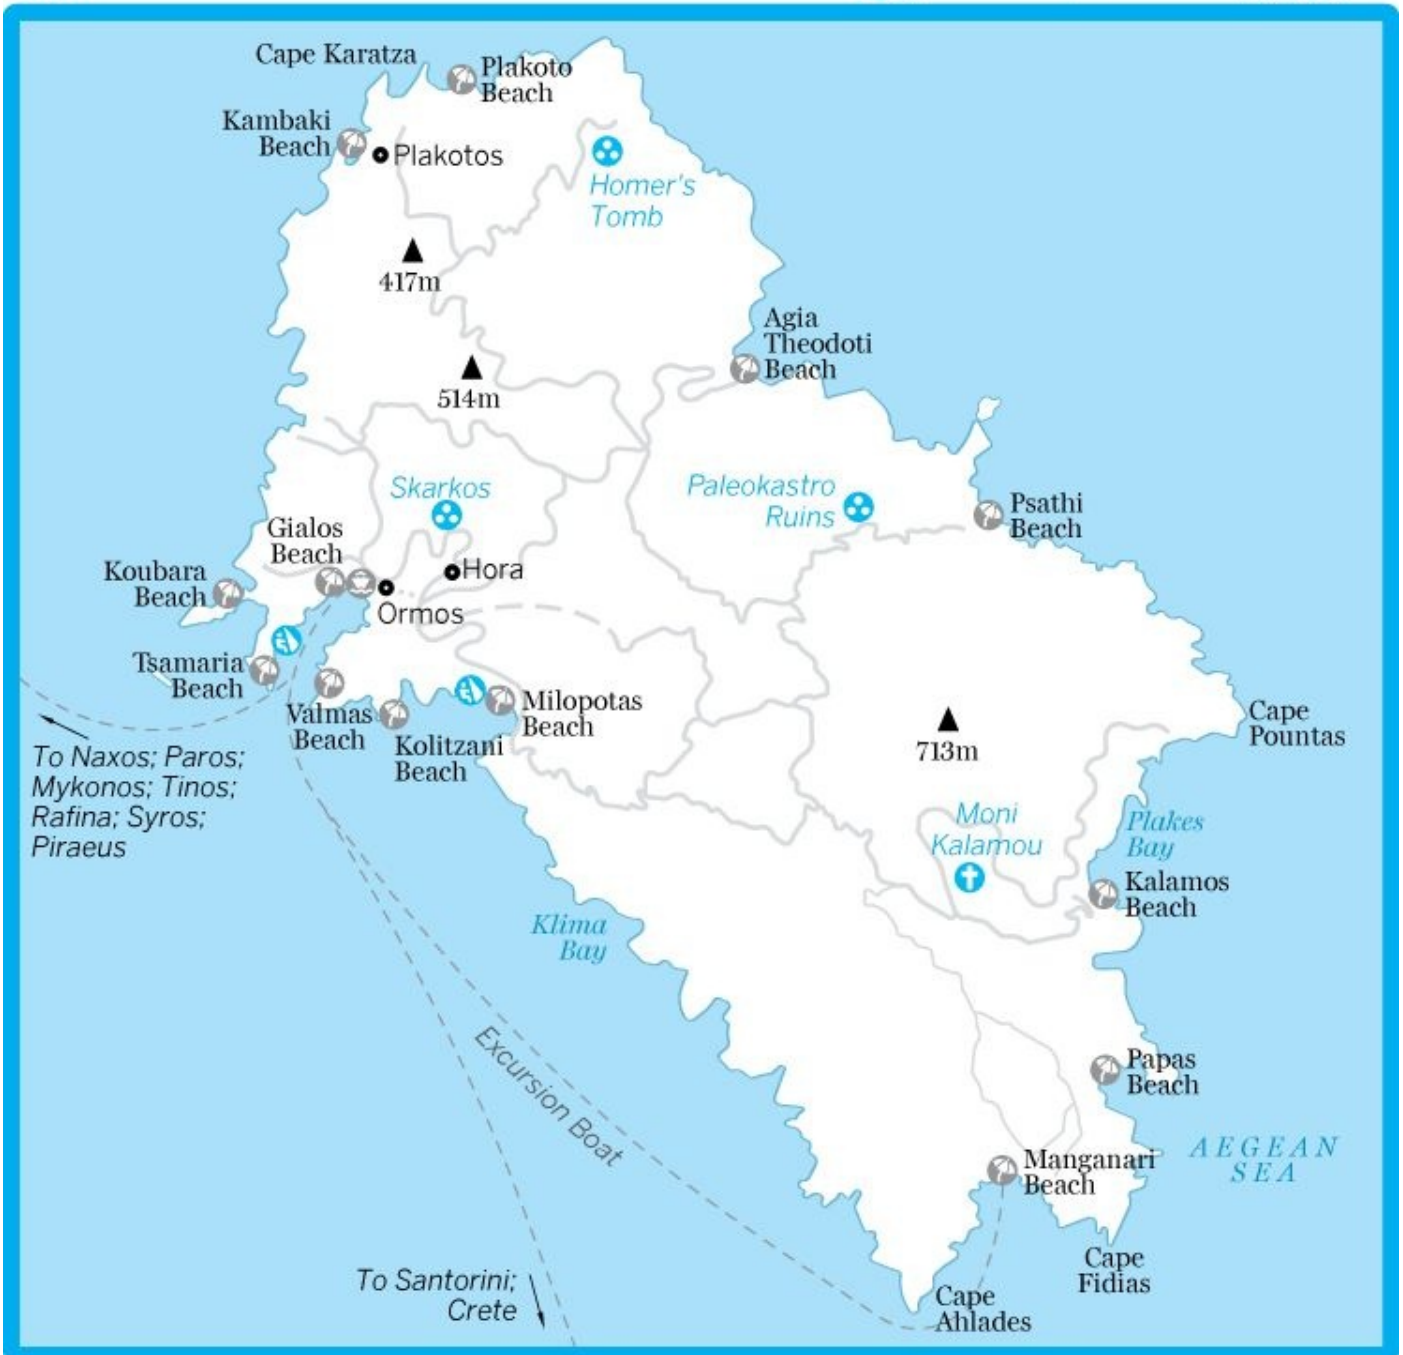 Cape Karatza
Plakoto
Beach
Kambaki
Beach
Plakotos
Homer's
Tomb
417m
Agia
Theodoti
Beach
514m
Skarkos
Paleokastro
Ruins
Psathi
Beach
Gialos
Beach
Koubara
Beach
Hora
Ormos
Tsamaria
Beach
Valmas
Beach
Kolitzani
Beach
Milopotas
Beach
Cape
Pountas
713m
To Naxos; Paros;
Mykonos; Tinos;
Rafina; Syros;
Piraeus
Moni
Kalamou
Plakes
Bay
Kalamos
Beach
Klima
Bay
Excursion Boat
Papas
Beach
AEGEAN
SEA
Manganari
Beach
Cape
Fidias
To Santorini;
Crete
Cape
Ahlades